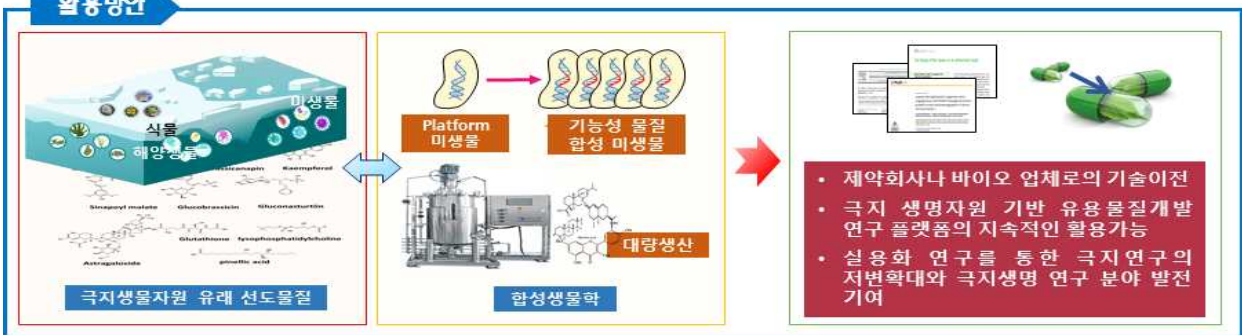 활용방안
미생물
식물
해양생물
Kaempferol
Sinapoyl malate
Glucobrassicin
Gluconasturtiin
Glutathione
Astragaloside
pinellic acid
극지생물자원 유래 선도물질
Platform
미생물
기능성 물질
합성 미생물
대량생산
합성생물학
• 제약회사나 바이오 업체로의 기술이전
• 극지 생명자원 기반 유용물질개발
연구 플랫폼의 지속적인 활용가능
• 실용화 연구를 통한 극지연구의
저변확대와 극지생명 연구 분야 발전
기여